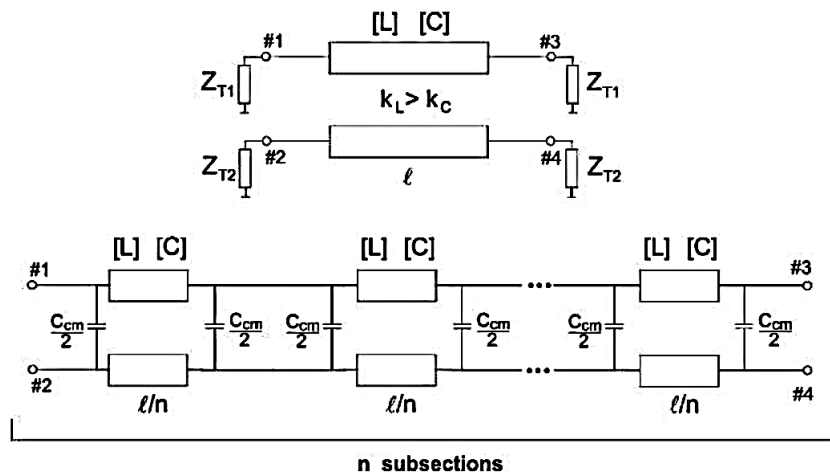 [L] [C]
#1 #3
Z_T1 Z_T1
k_L > k_C
#2 #4
Z_T2 Z_T2
ℓ
[L] [C] [L] [C] [L] [C]
#1 #3
C_cm/2 C_cm/2 C_cm/2 C_cm/2 C_cm/2 C_cm/2
#2 #4
ℓ/n ℓ/n ℓ/n
n subsections